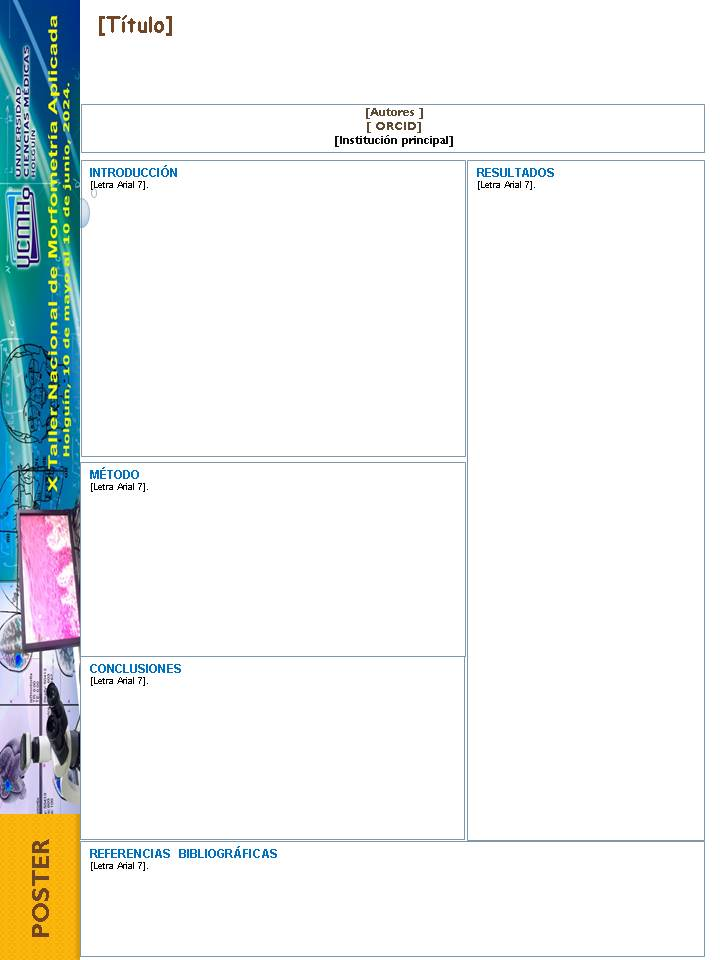 [Título]
[Autores ]
[ ORCID]
[Institución principal]
INTRODUCCIÓN
[Letra Arial 7].
MÉTODO
[Letra Arial 7].
CONCLUSIONES
[Letra Arial 7].
RESULTADOS
[Letra Arial 7].
REFERENCIAS BIBLIOGRÁFICAS
[Letra Arial 7].
UCMHo
UNIVERSIDAD
CIENCIAS MÉDICAS
HOLGUÍN
X Taller Nacional de Morfometría Aplicada
Holguín, 10 de mayo al 10 de junio, 2024.
POSTER